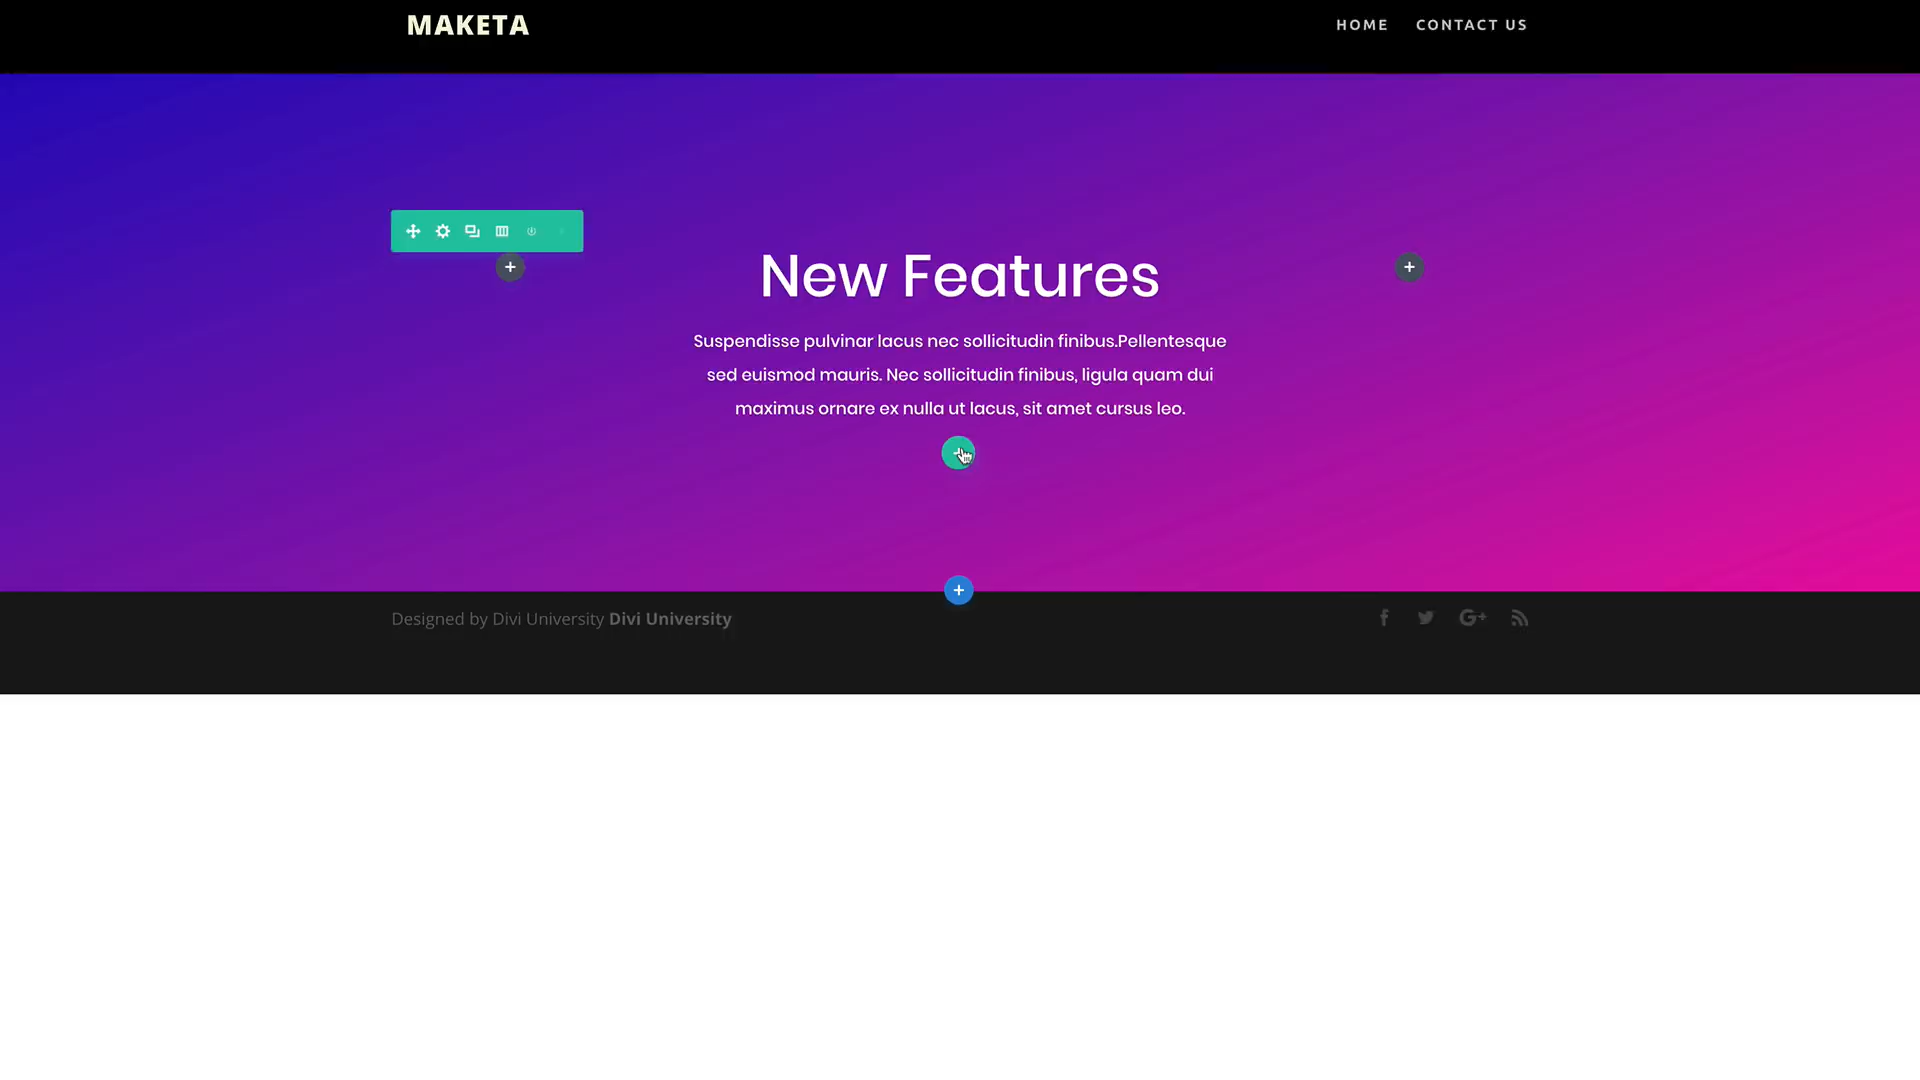 MAKETA
HOME CONTACT US
New Features
Suspendisse pulvinar lacus nec sollicitudin finibus.Pellentesque
sed euismod mauris. Nec sollicitudin finibus, ligula quam dui
maximus ornare ex nulla ut lacus, sit amet cursus leo.
Designed by Divi University Divi University